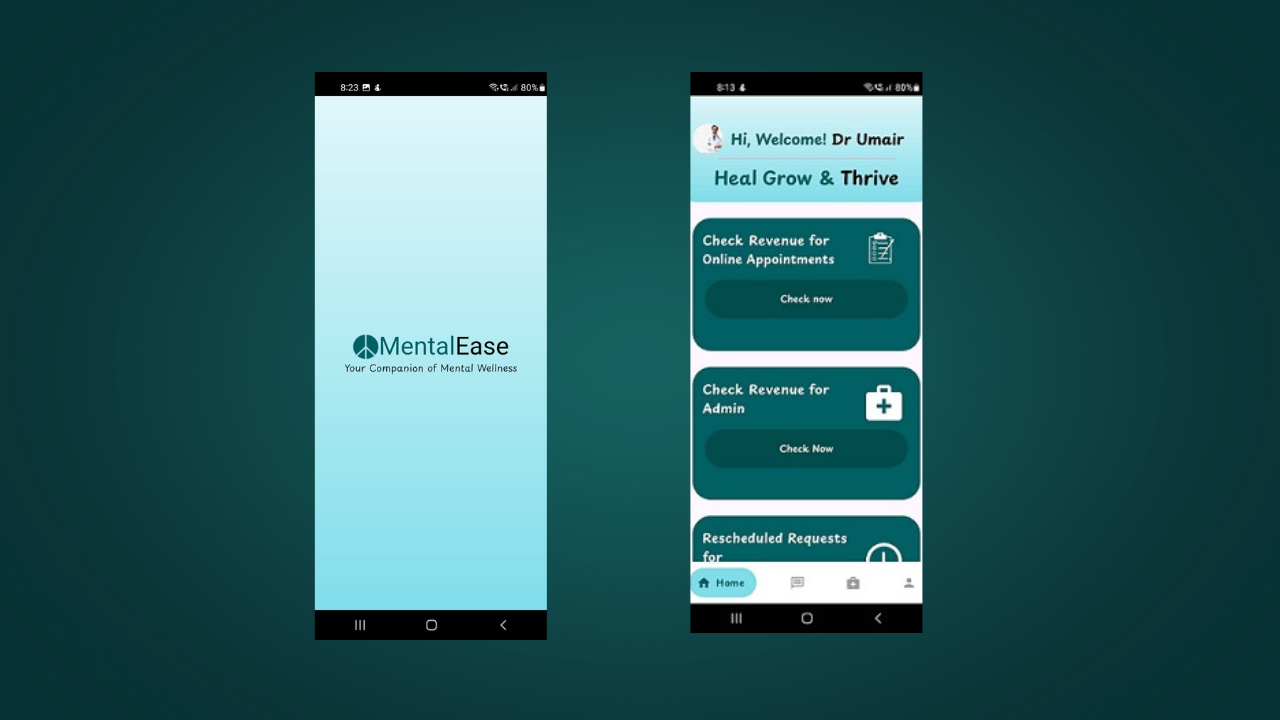 8:23
80%
MentalEase
Your Companion of Mental Wellness
8:13
80%
Hi, Welcome! Dr Umair
Heal Grow & Thrive
Check Revenue for
Online Appointments
Check now
Check Revenue for
Admin
Check Now
Rescheduled Requests
for
Home